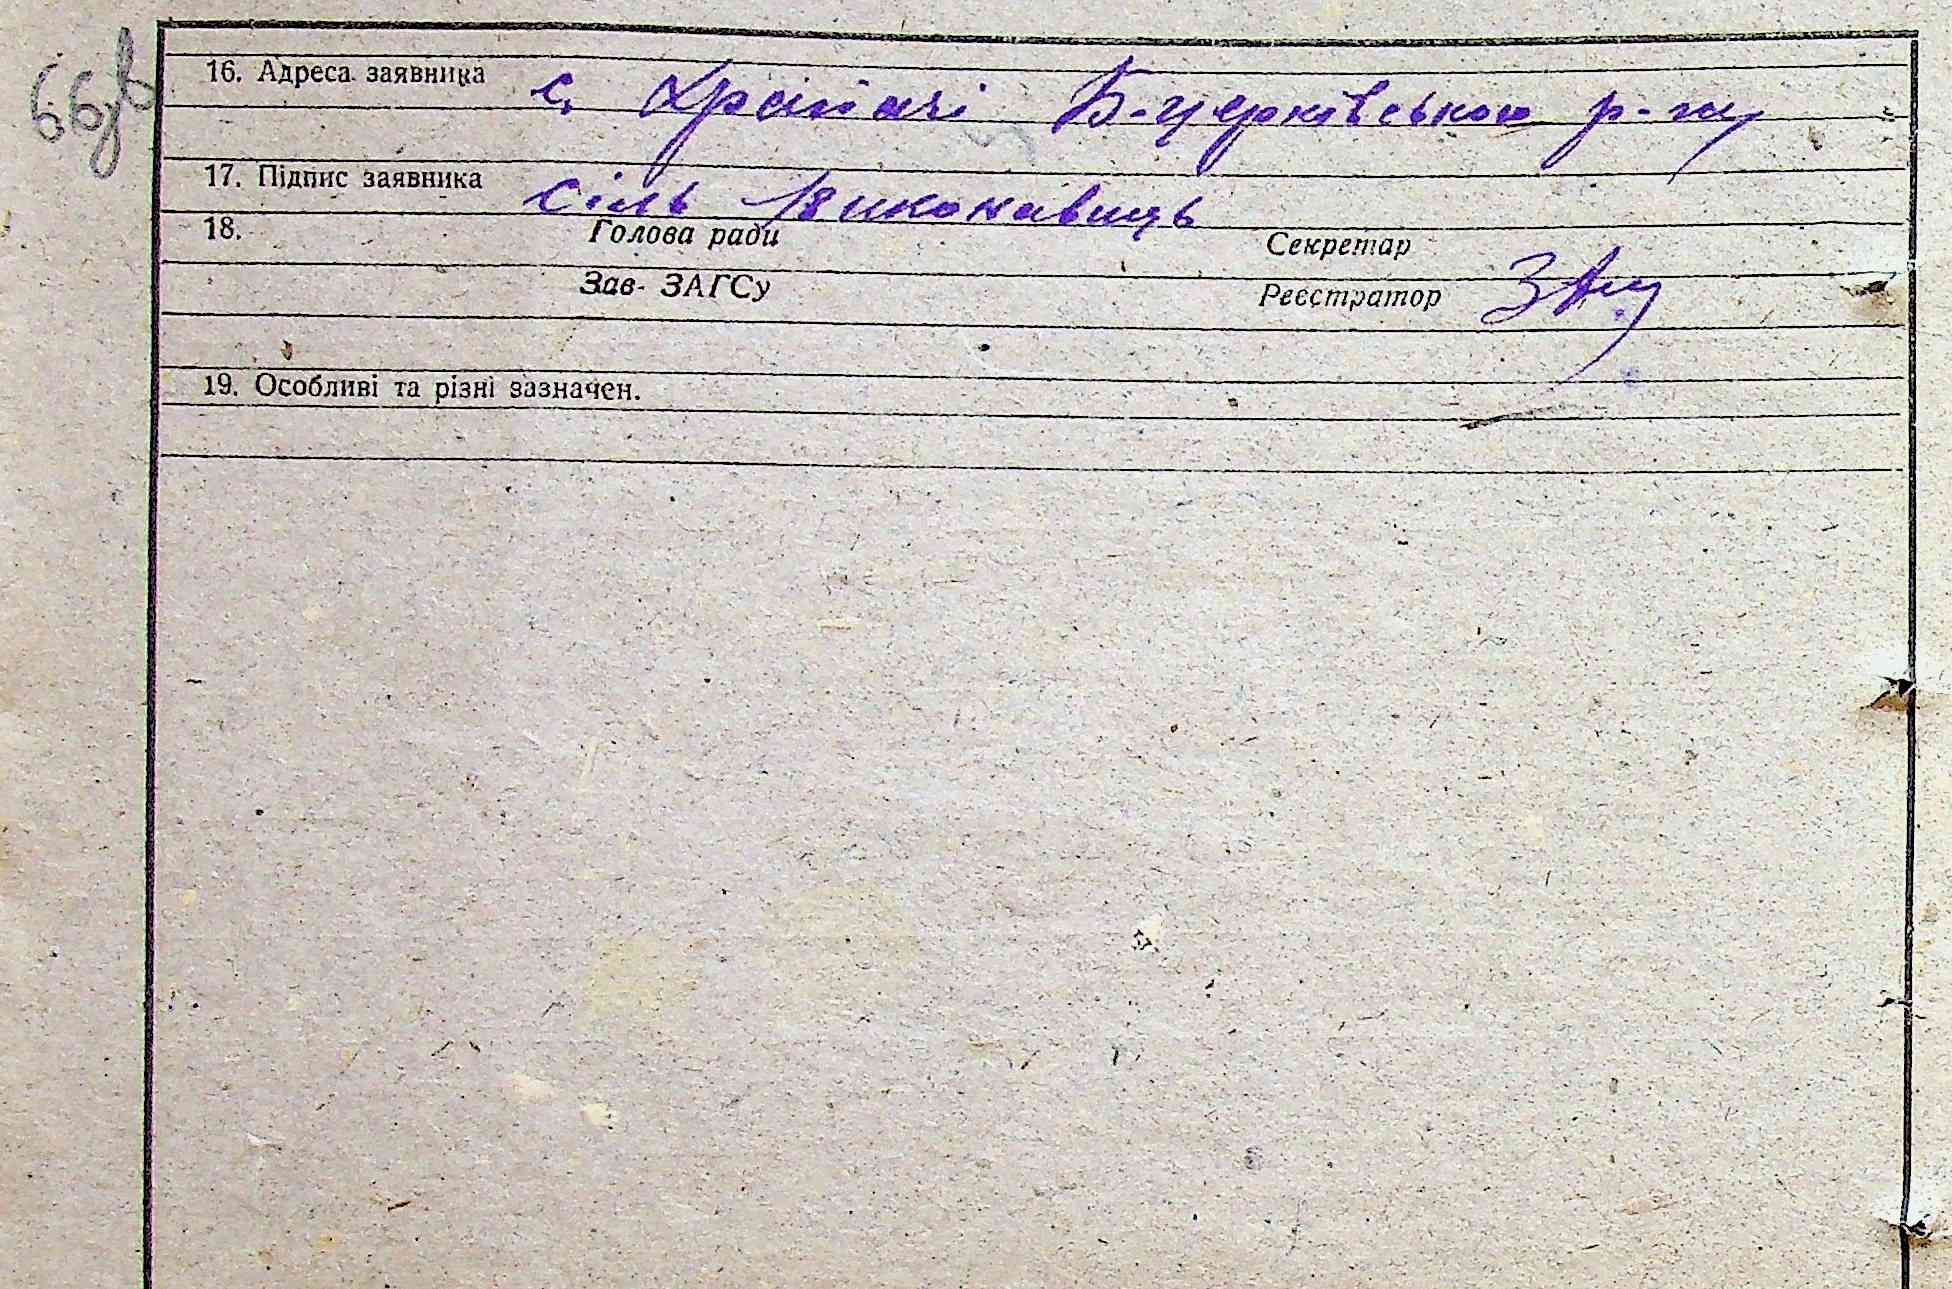 66зв
16. Адреса заявника с. Храпачі Б-церківського р-ну
17. Підпис заявника сіль виконавець
18. Голова ради Секретар
Зав- ЗАГСу Реєстратор
19. Особливі та різні зазначен.